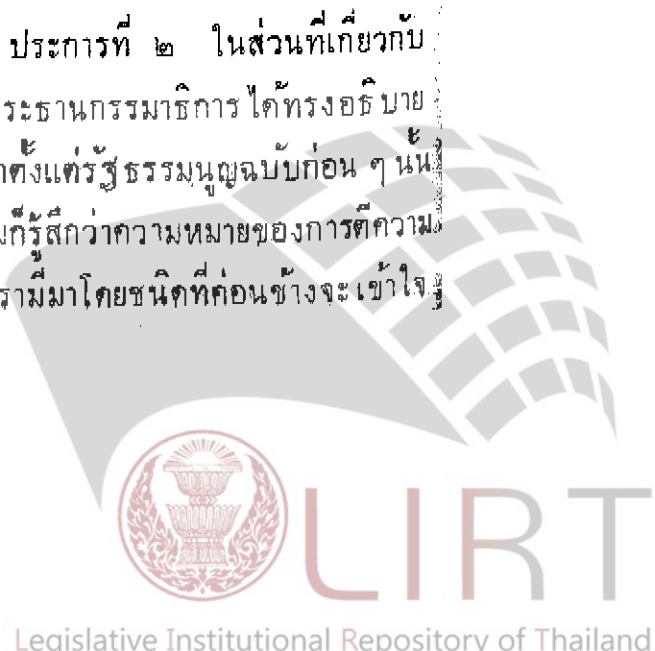 ประการที่ ๒ ในส่วนที่เกี่ยวกับ
ระธานกรรมาธิการ ได้ทรงอธิบาย
าตั้งแต่รัฐธรรมนูญฉบับก่อน ๆ นั้น
มก็รู้สึกว่าความหมายของการตีความ
รามีมาโดยชนิดที่ค่อนข้างจะเข้าใจ
LIRT
Legislative Institutional Repository of Thailand